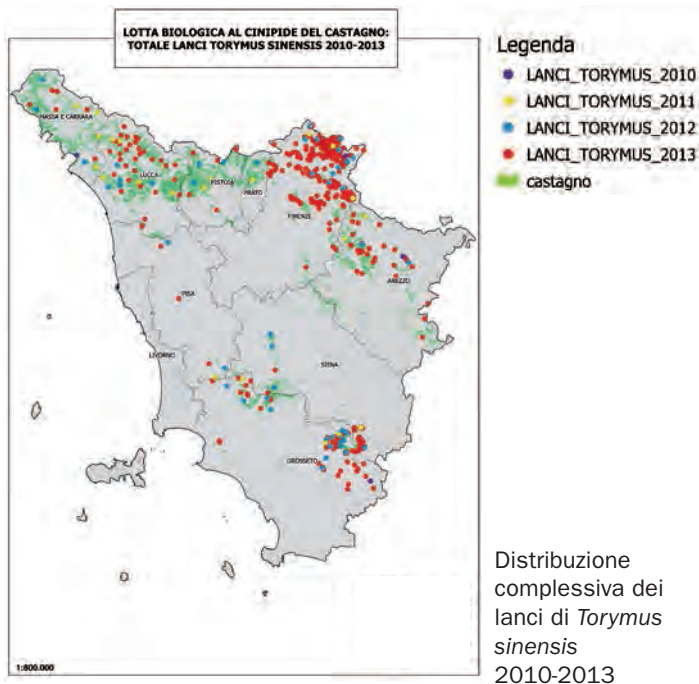 LOTTA BIOLOGICA AL CINIPIDE DEL CASTAGNO:
TOTALE LANCI TORYMUS SINENSIS 2010-2013
Legenda
LANCI_TORYMUS_2010
LANCI_TORYMUS_2011
LANCI_TORYMUS_2012
LANCI_TORYMUS_2013
castagno
MASSA E CARRARA
LUCCA
PISTOIA
PRATO
FIRENZE
AREZZO
PISA
LIVORNO
SIENA
GROSSETO
1:800.000
Distribuzione
complessiva dei
lanci di Torymus
sinensis
2010-2013